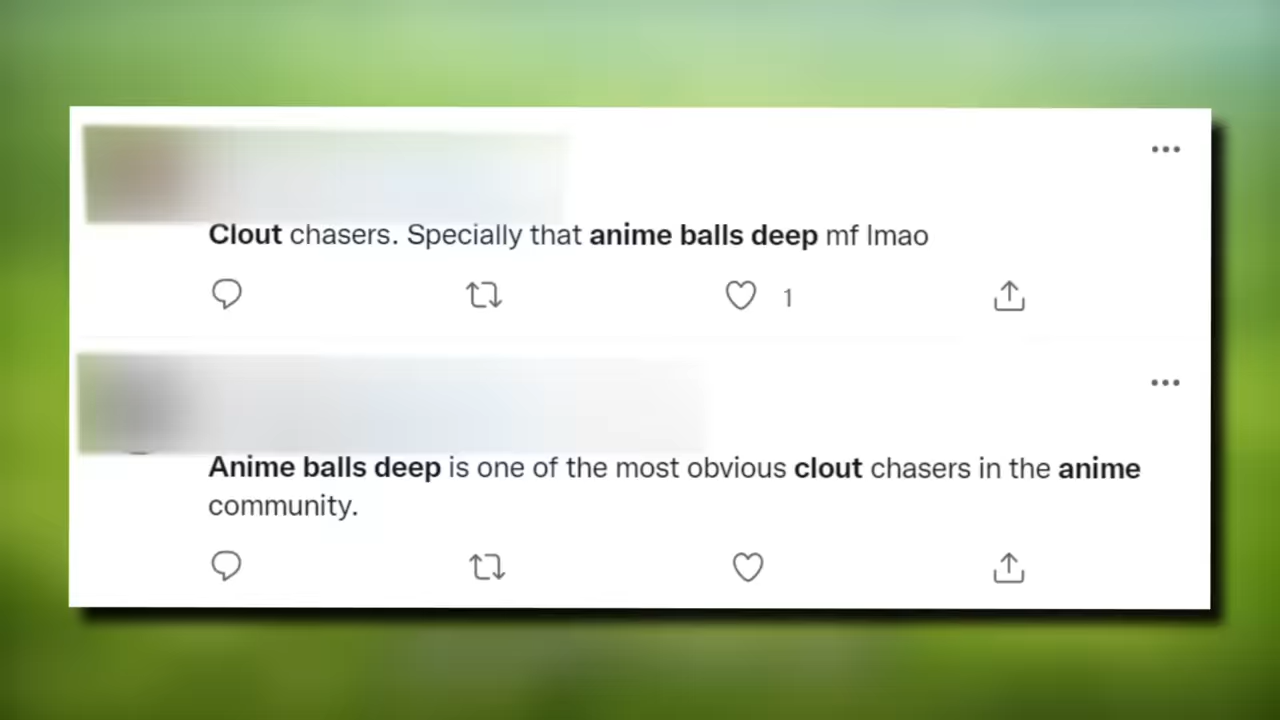 Clout chasers. Specially that anime balls deep mf lmao
1
Anime balls deep is one of the most obvious clout chasers in the anime
community.